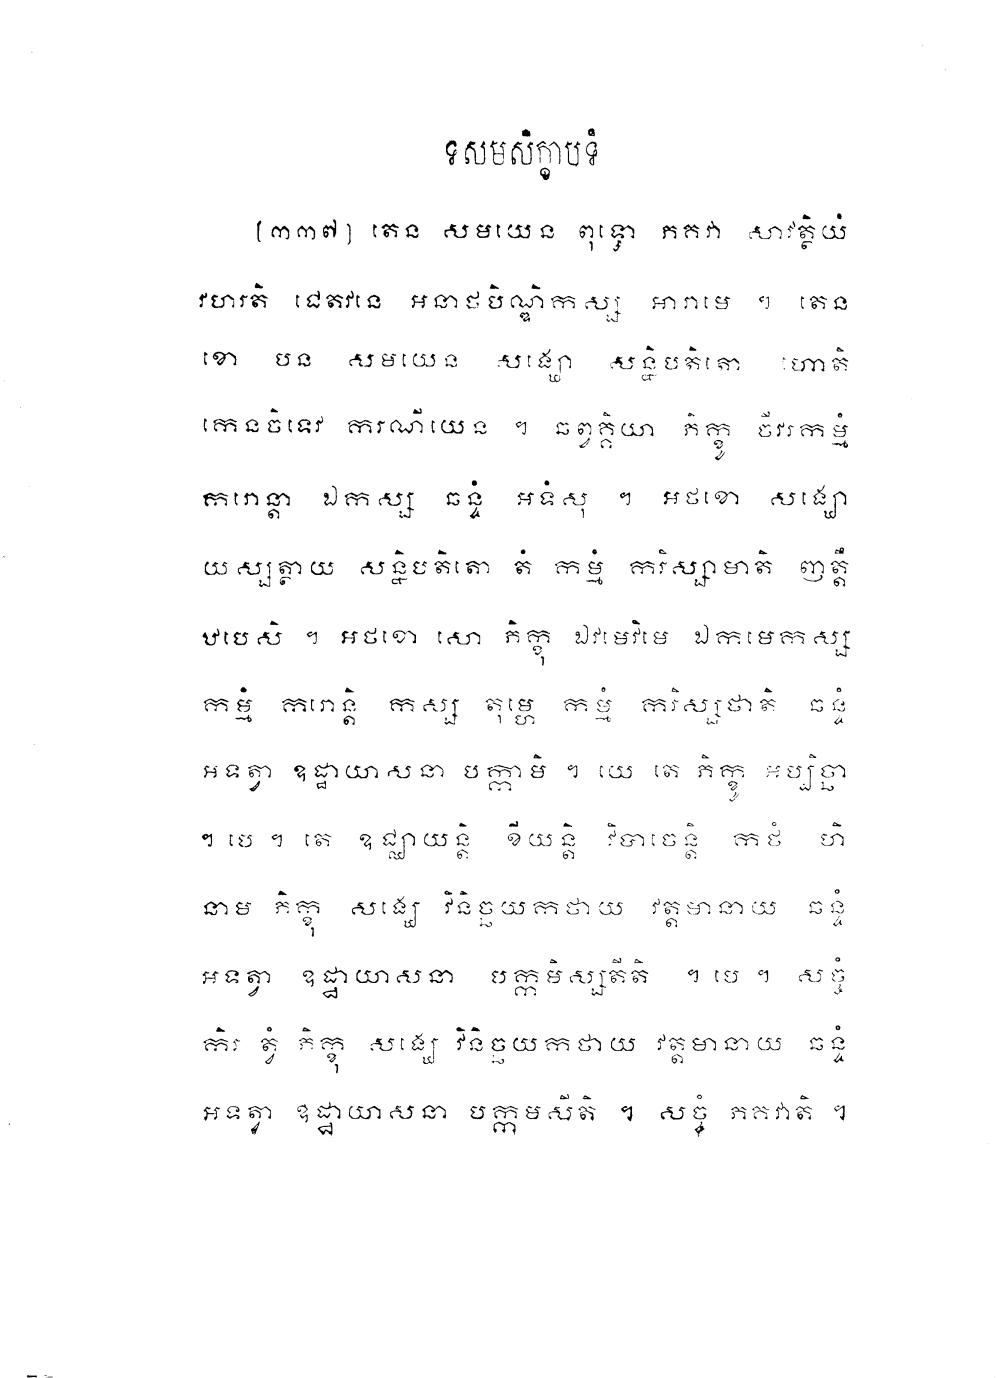 ទសមសិក្ខាបទំ
(៣៣៧) តេន សមយេន ពុទ្ធោ ភគវា សាវត្ថិយំ
វិហរតិ ជេតវនេ អនាថបិណ្ឌិកស្ស អារាមេ ។ តេន
ខោ បន សមយេន សង្ឃោ សន្និបតិតោ ហោតិ
កេនចិទេវ ករណីយេន ។ ឆព្វគ្គិយា ភិក្ខូ ចីវរកម្មំ
ករោន្តា ឯកស្ស ឆន្ទំ អទំសុ ។ អថខោ សង្ឃោ
យស្សត្ថាយ សន្និបតិតោ តំ កម្មំ ករិស្សាមាតិ ញត្តឹ
ឋបេសិ ។ អថខោ សោ ភិក្ខុ ឯវមេវិមេ ឯកមេកស្ស
កម្មំ ករោន្តិ កស្ស តុម្ហេ កម្មំ ករិស្សថាតិ ឆន្ទំ
អទត្វា ឧដ្ឋាយាសនា បក្កាមិ ។ យេ តេ ភិក្ខូ អប្បិច្ឆា
។ បេ ។ តេ ឧជ្ឈាយន្តិ ខីយន្តិ វិបាចេន្តិ កថំ ហិ
នាម ភិក្ខុ សង្ឃេ វិនិច្ឆយកថាយ វត្តមានាយ ឆន្ទំ
អទត្វា ឧដ្ឋាយាសនា បក្កមិស្សតីតិ ។ បេ ។ សច្ចំ
កិរ ត្វំ ភិក្ខុ សង្ឃេ វិនិច្ឆយកថាយ វត្តមានាយ ឆន្ទំ
អទត្វា ឧដ្ឋាយាសនា បក្កមសីតិ ។ សច្ចំ ភគវាតិ ។